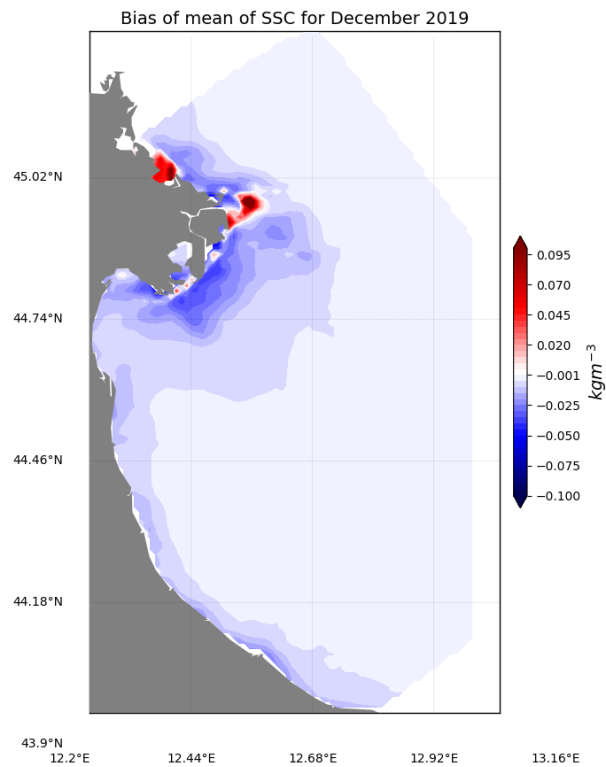 Bias of mean of SSC for December 2019
45.02°N
44.74°N
44.46°N
44.18°N
43.9°N
12.2°E
12.44°E
12.68°E
12.92°E
13.16°E
0.095
0.070
0.045
0.020
−0.001
−0.025
−0.050
−0.075
−0.100
kgm⁻³